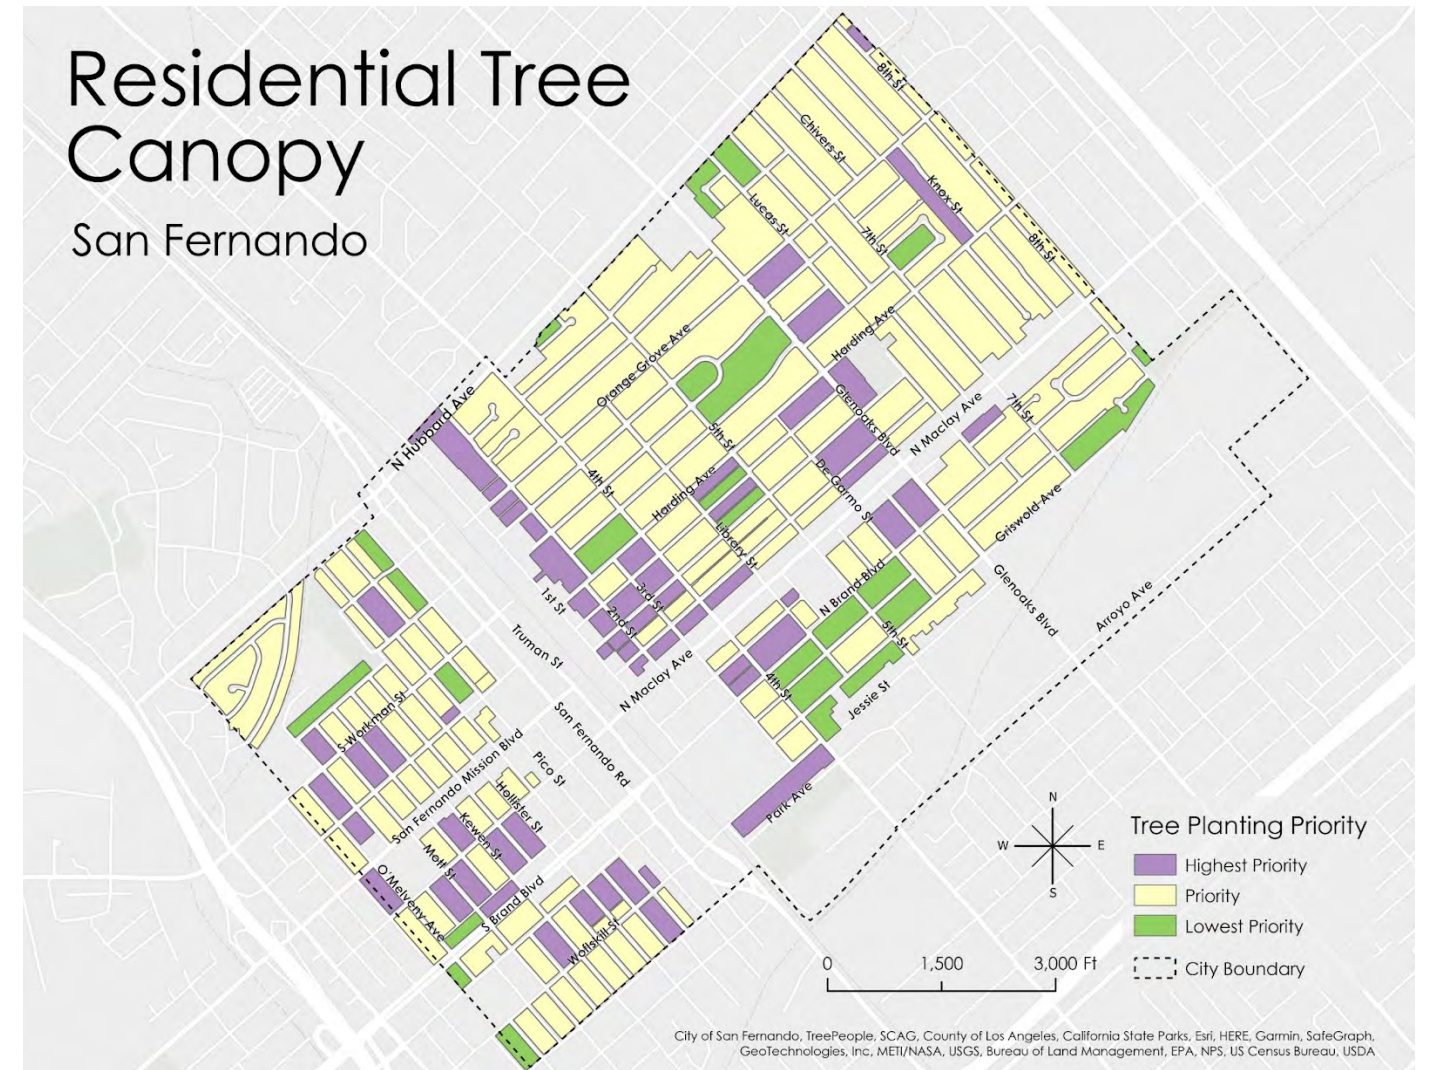 Residential Tree
Canopy
San Fernando
8th St
Chivers St
Knox St
Lucas St
7th St
8th St
Harding Ave
Orange Grove Ave
N Hubbard Ave
5th St
Glenoaks Blvd
N Maclay Ave
7th St
4th St
Harding Ave
De Garmo St
Library St
Griswold Ave
3rd St
1st St
2nd St
N Brand Blvd
Glenoaks Blvd
Arroyo Ave
Truman St
5th St
N Maclay Ave
4th St
Jessie St
S Workman St
San Fernando Rd
San Fernando Mission Blvd
Pico St
Hollister St
Park Ave
Kewen St
Mott St
O'Melveny Ave
S Brand Blvd
Wolfskill St
N
W
E
S
Tree Planting Priority
Highest Priority
Priority
Lowest Priority
City Boundary
0 1,500 3,000 Ft
City of San Fernando, TreePeople, SCAG, County of Los Angeles, California State Parks, Esri, HERE, Garmin, SafeGraph,
GeoTechnologies, Inc, METI/NASA, USGS, Bureau of Land Management, EPA, NPS, US Census Bureau, USDA